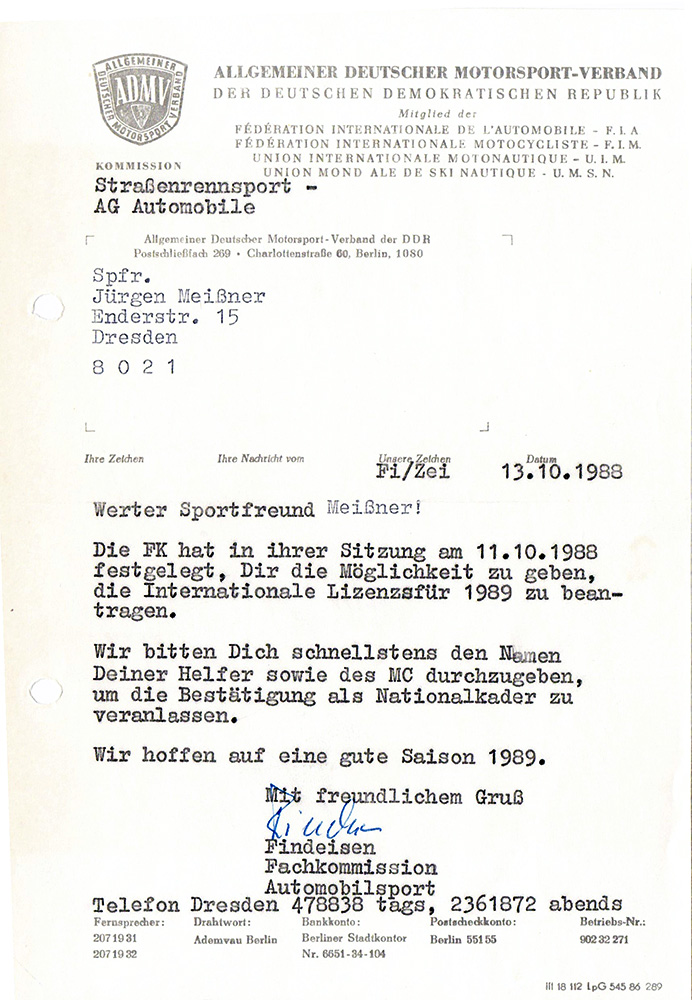 ALLGEMEINER
DEUTSCHER MOTORSPORT VERBAND
ADMV
ALLGEMEINER DEUTSCHER MOTORSPORT-VERBAND
DER DEUTSCHEN DEMOKRATISCHEN REPUBLIK
Mitglied der
FÉDÉRATION INTERNATIONALE DE L'AUTOMOBILE - F.I.A
FÉDÉRATION INTERNATIONALE MOTOCYCLISTE - F.I.M.
UNION INTERNATIONALE MOTONAUTIQUE - U.I.M.
UNION MOND ALE DE SKI NAUTIQUE - U.M.S.N.
KOMMISSION
Straßenrennsport -
AG Automobile
Allgemeiner Deutscher Motorsport-Verband der DDR
Postschließfach 269 • Charlottenstraße 60, Berlin, 1080
Spfr.
Jürgen Meißner
Enderstr. 15
Dresden
8 0 2 1
Ihre Zeichen Ihre Nachricht vom Unsere Zeichen Datum
Fi/Zei 13.10.1988
Werter Sportfreund Meißner!
Die FK hat in ihrer Sitzung am 11.10.1988
festgelegt, Dir die Möglichkeit zu geben,
die Internationale Lizenzsfür 1989 zu bean-
tragen.
Wir bitten Dich schnellstens den Namen
Deiner Helfer sowie des MC durchzugeben,
um die Bestätigung als Nationalkader zu
veranlassen.
Wir hoffen auf eine gute Saison 1989.
Mit freundlichem Gruß
Findeisen
Fachkommission
Automobilsport
Telefon Dresden 478838 tags, 2361872 abends
Fernsprecher: Drahtwort: Bankkonto: Postscheckkonto: Betriebs-Nr.:
207 19 31 Ademvau Berlin Berliner Stadtkontor Berlin 551 55 902 32 271
207 19 32 Nr. 6651-34-104
III 18 112 LpG 545 86 289